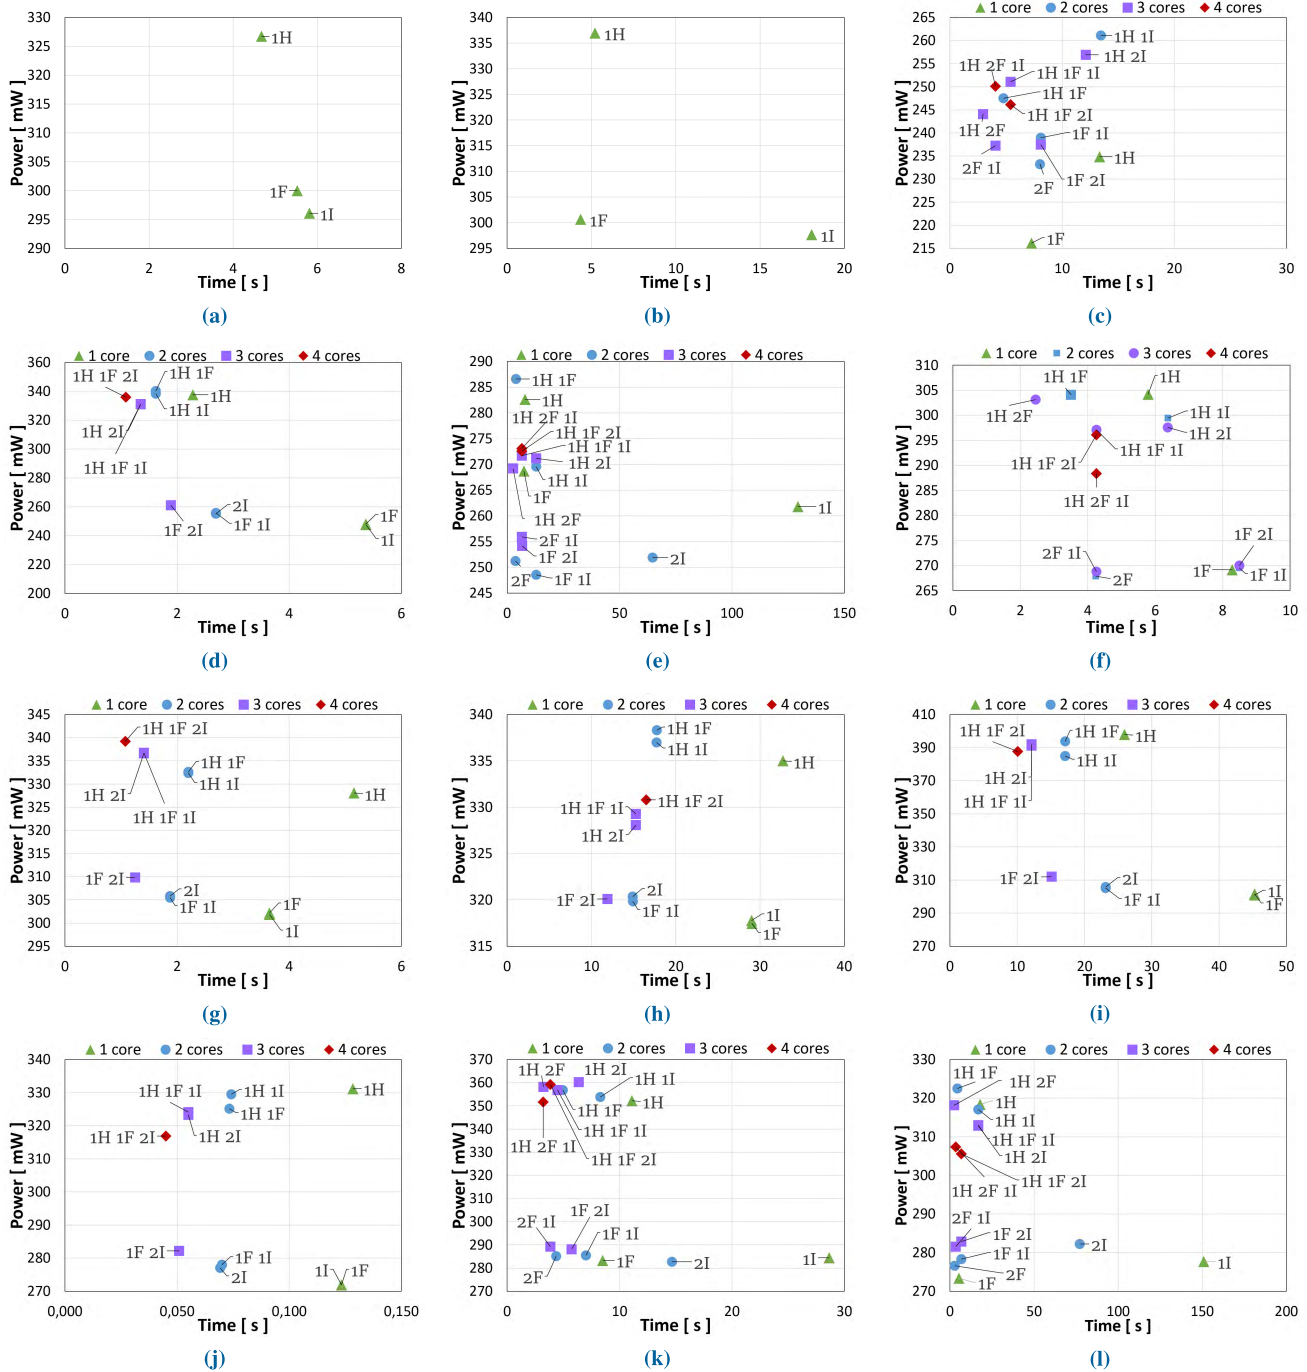 330
325
320
315
310
305
300
295
290
Power [ mW ]
1H
1F
1I
0
2
4
6
8
Time [ s ]
(a)
340
335
330
325
320
315
310
305
300
295
Power [ mW ]
1H
1F
1I
0
5
10
15
20
Time [ s ]
(b)
1 core 2 cores 3 cores 4 cores
265
260
255
250
245
240
235
230
225
220
215
Power [ mW ]
1H 1I
1H 2I
1H 2F 1I
1H 1F 1I
1H 1F
1H 1F 2I
1H 2F
1F 1I
2F 1I
1H
1F 2I
2F
1F
0
10
20
30
Time [ s ]
(c)
1 core 2 cores 3 cores 4 cores
360
340
320
300
280
260
240
220
200
Power [ mW ]
1H 1F 2I
1H 1F
1H 1I
1H
1H 2I
1H 1F 1I
2I
1F 2I
1F 1I
1F
1I
0
2
4
6
Time [ s ]
(d)
1 core 2 cores 3 cores 4 cores
290
285
280
275
270
265
260
255
250
245
Power [ mW ]
1H 1F
1H
1H 2F 1I
1H 1F 2I
1H 1F 1I
1H 2I
1H 1I
1F
1H 2F
1I
2F 1I
1F 2I
2I
2F
1F 1I
0
50
100
150
Time [ s ]
(e)
1 core 2 cores 3 cores 4 cores
310
305
300
295
290
285
280
275
270
265
Power [ mW ]
1H 1F
1H
1H 2F
1H 1I
1H 2I
1H 1F 1I
1H 1F 2I
1H 2F 1I
1F 2I
2F 1I
1F
1F 1I
2F
0
2
4
6
8
10
Time [ s ]
(f)
1 core 2 cores 3 cores 4 cores
345
340
335
330
325
320
315
310
305
300
295
Power [ mW ]
1H 1F 2I
1H 1F
1H 1I
1H 2I
1H
1H 1F 1I
1F 2I
2I
1F 1I
1F
1I
0
2
4
6
Time [ s ]
(g)
1 core 2 cores 3 cores 4 cores
340
335
330
325
320
315
Power [ mW ]
1H 1F
1H 1I
1H
1H 1F 1I
1H 1F 2I
1H 2I
1F 2I
2I
1F 1I
1I
1F
0
10
20
30
40
Time [ s ]
(h)
1 core 2 cores 3 cores 4 cores
410
390
370
350
330
310
290
270
Power [ mW ]
1H 1F 2I
1H 1F
1H
1H 1I
1H 2I
1H 1F 1I
1F 2I
2I
1F 1I
1I
1F
0
10
20
30
40
50
Time [ s ]
(i)
1 core 2 cores 3 cores 4 cores
340
330
320
310
300
290
280
270
Power [ mW ]
1H 1F 1I
1H 1I
1H
1H 1F
1H 1F 2I
1H 2I
1F 2I
1F 1I
2I
1I
1F
0,000
0,050
0,100
0,150
Time [ s ]
(j)
1 core 2 cores 3 cores 4 cores
370
360
350
340
330
320
310
300
290
280
270
Power [ mW ]
1H 2F
1H 2I
1H 1I
1H
1H 1F
1H 1F 1I
1H 2F 1I
1H 1F 2I
2F 1I
1F 2I
1F 1I
2F
1F
2I
1I
0
10
20
30
Time [ s ]
(k)
1 core 2 cores 3 cores 4 cores
330
320
310
300
290
280
270
Power [ mW ]
1H 1F
1H 2F
1H
1H 1I
1H 1F 1I
1H 2I
1H 1F 2I
1H 2F 1I
2F 1I
1F 2I
1F 1I
2F
1F
2I
1I
0
50
100
150
200
Time [ s ]
(l)